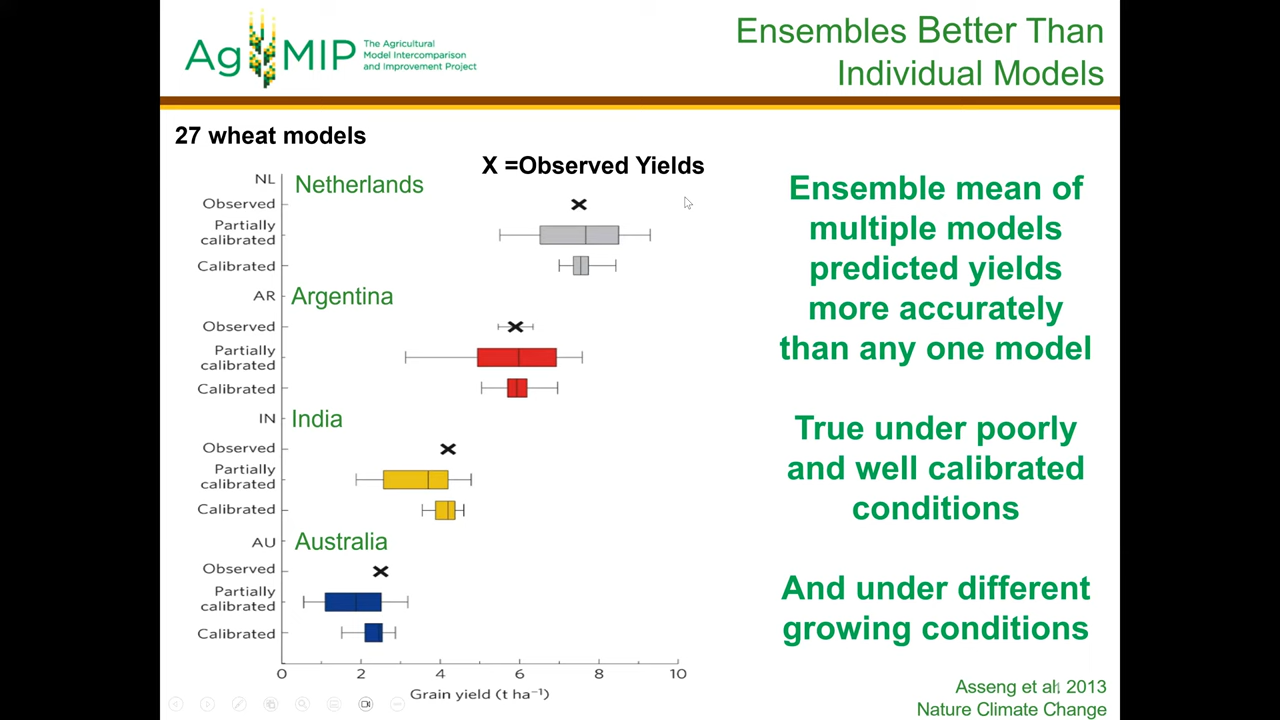 AgMIP
The Agricultural
Model Intercomparison
and Improvement Project
Ensembles Better Than
Individual Models
27 wheat models
X =Observed Yields
NL
Netherlands
Observed
Partially
calibrated
Calibrated
AR
Argentina
Observed
Partially
calibrated
Calibrated
IN
India
Observed
Partially
calibrated
Calibrated
AU
Australia
Observed
Partially
calibrated
Calibrated
0 2 4 6 8 10
Grain yield (t ha⁻¹)
Ensemble mean of
multiple models
predicted yields
more accurately
than any one model
True under poorly
and well calibrated
conditions
And under different
growing conditions
Asseng et al. 2013
Nature Climate Change